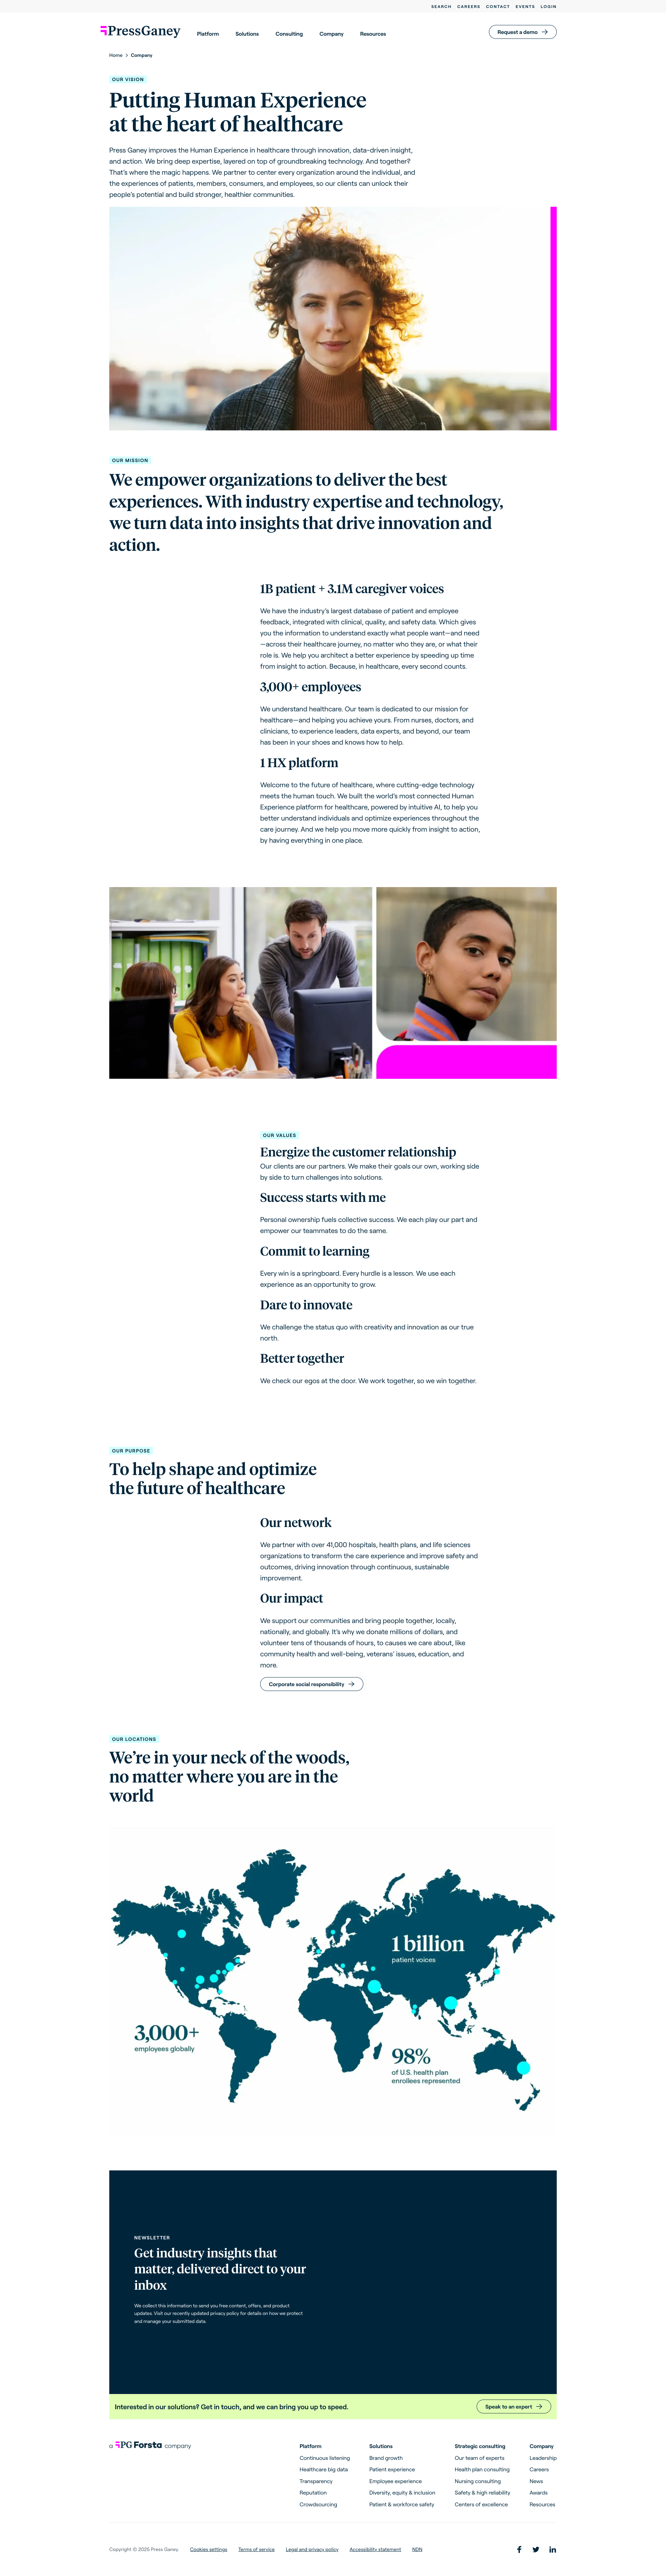 SEARCH CAREERS CONTACT EVENTS LOGIN
PressGaney Platform Solutions Consulting Company Resources Request a demo
Home > Company
OUR VISION
Putting Human Experience
at the heart of healthcare
Press Ganey improves the Human Experience in healthcare through innovation, data-driven insight,
and action. We bring deep expertise, layered on top of groundbreaking technology. And together?
That's where the magic happens. We partner to center every organization around the individual, and
the experiences of patients, members, consumers, and employees, so our clients can unlock their
people's potential and build stronger, healthier communities.
OUR MISSION
We empower organizations to deliver the best
experiences. With industry expertise and technology,
we turn data into insights that drive innovation and
action.
1B patient + 3.1M caregiver voices
We have the industry's largest database of patient and employee
feedback, integrated with clinical, quality, and safety data. Which gives
you the information to understand exactly what people want—and need
—across their healthcare journey, no matter who they are, or what their
role is. We help you architect a better experience by speeding up time
from insight to action. Because, in healthcare, every second counts.
3,000+ employees
We understand healthcare. Our team is dedicated to our mission for
healthcare—and helping you achieve yours. From nurses, doctors, and
clinicians, to experience leaders, data experts, and beyond, our team
has been in your shoes and knows how to help.
1 HX platform
Welcome to the future of healthcare, where cutting-edge technology
meets the human touch. We built the world's most connected Human
Experience platform for healthcare, powered by intuitive AI, to help you
better understand individuals and optimize experiences throughout the
care journey. And we help you move more quickly from insight to action,
by having everything in one place.
OUR VALUES
Energize the customer relationship
Our clients are our partners. We make their goals our own, working side
by side to turn challenges into solutions.
Success starts with me
Personal ownership fuels collective success. We each play our part and
empower our teammates to do the same.
Commit to learning
Every win is a springboard. Every hurdle is a lesson. We use each
experience as an opportunity to grow.
Dare to innovate
We challenge the status quo with creativity and innovation as our true
north.
Better together
We check our egos at the door. We work together, so we win together.
OUR PURPOSE
To help shape and optimize
the future of healthcare
Our network
We partner with over 41,000 hospitals, health plans, and life sciences
organizations to transform the care experience and improve safety and
outcomes, driving innovation through continuous, sustainable
improvement.
Our impact
We support our communities and bring people together, locally,
nationally, and globally. It's why we donate millions of dollars, and
volunteer tens of thousands of hours, to causes we care about, like
community health and well-being, veterans' issues, education, and
more.
Corporate social responsibility
OUR LOCATIONS
We're in your neck of the woods,
no matter where you are in the
world
1 billion
patient voices
3,000+
employees globally
98%
of U.S. health plan
enrollees represented
NEWSLETTER
Get industry insights that
matter, delivered direct to your
inbox
We collect this information to send you free content, offers, and product
updates. Visit our recently updated privacy policy for details on how we protect
and manage your submitted data.
Interested in our solutions? Get in touch, and we can bring you up to speed. Speak to an expert
a PG Forsta company
Platform Solutions Strategic consulting Company
Continuous listening Brand growth Our team of experts Leadership
Healthcare big data Patient experience Health plan consulting Careers
Transparency Employee experience Nursing consulting News
Reputation Diversity, equity & inclusion Safety & high reliability Awards
Crowdsourcing Patient & workforce safety Centers of excellence Resources
Copyright © 2025 Press Ganey. Cookies settings Terms of service Legal and privacy policy Accessibility statement NDN